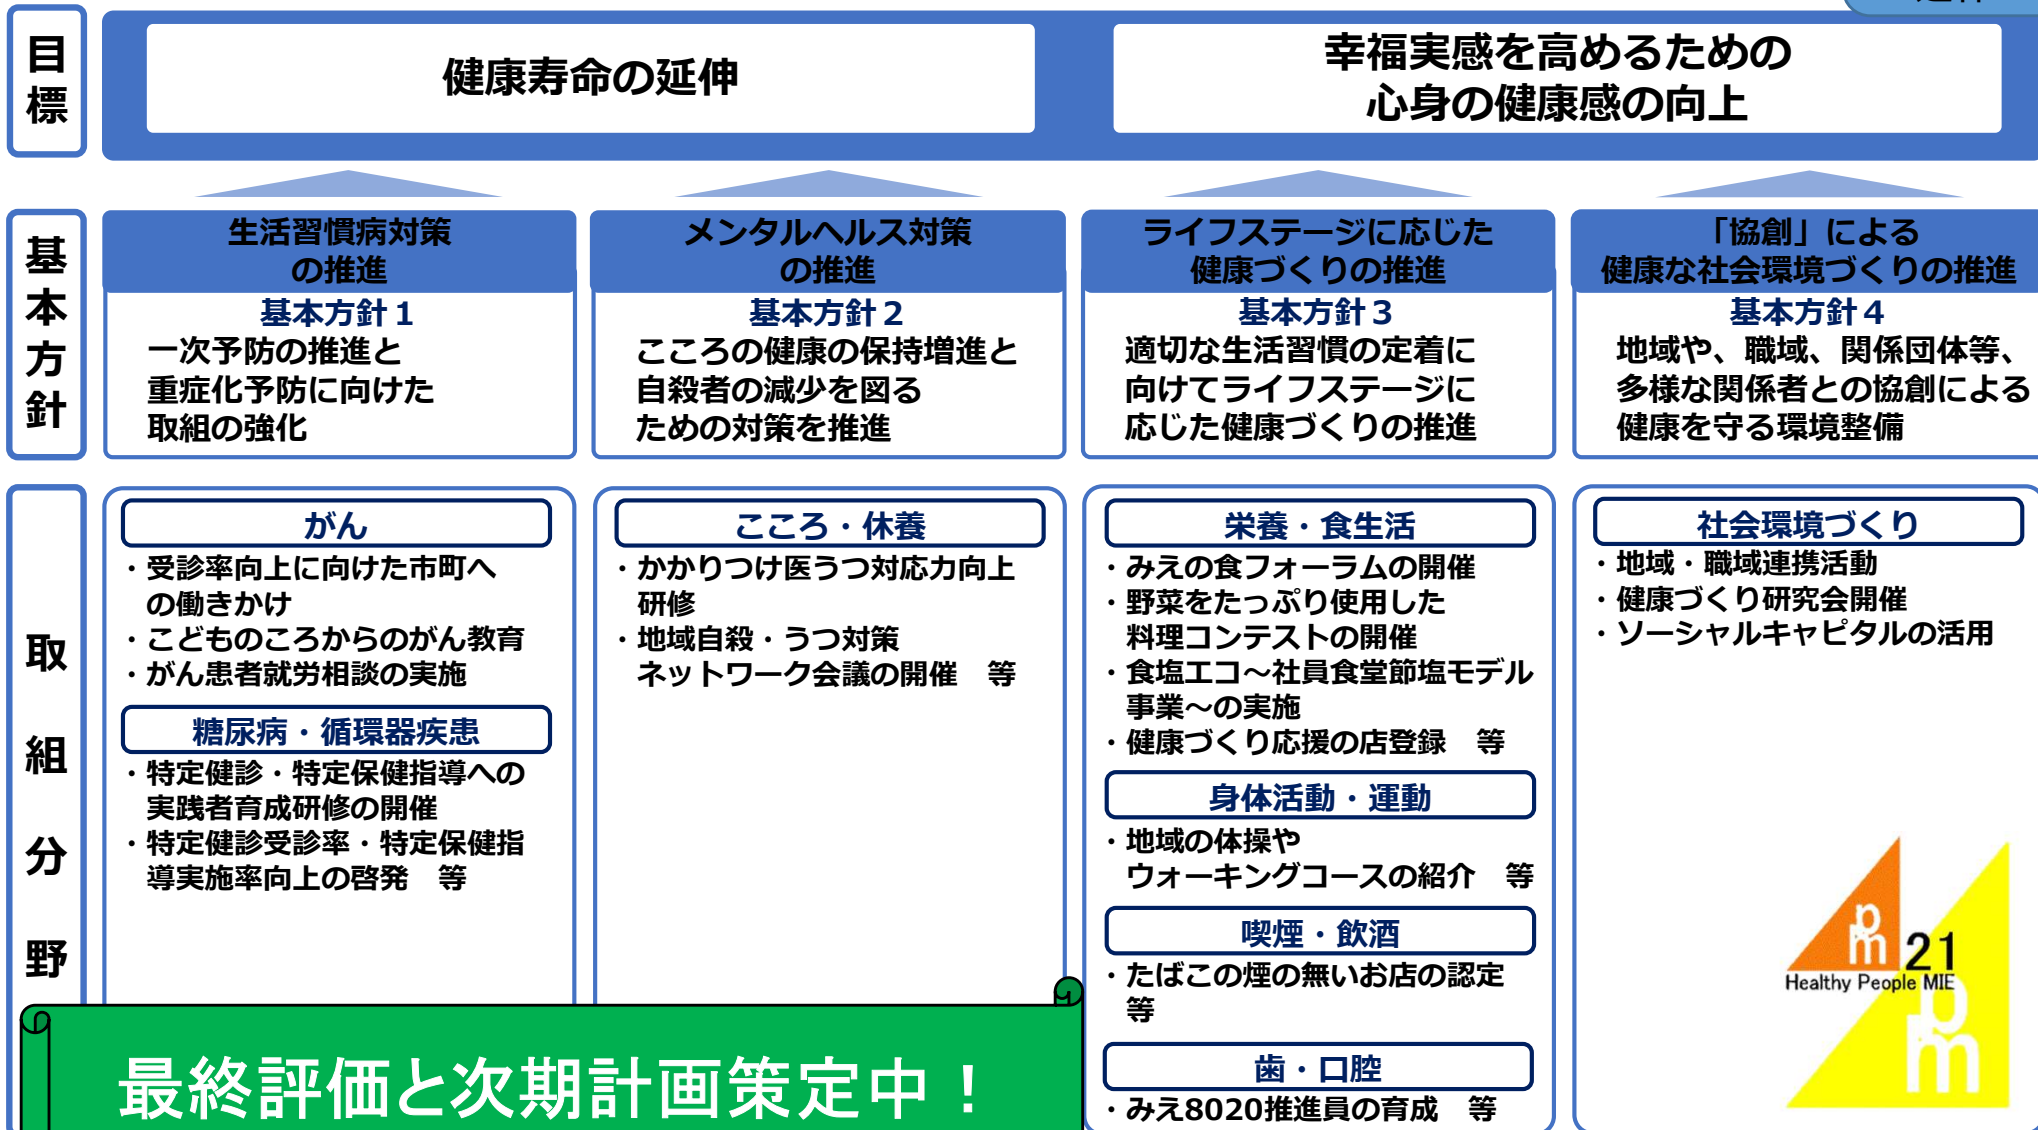 目標
健康寿命の延伸
幸福実感を高めるための
心身の健康感の向上
基本方針
生活習慣病対策
の推進
基本方針１
一次予防の推進と
重症化予防に向けた
取組の強化
メンタルヘルス対策
の推進
基本方針２
こころの健康の保持増進と
自殺者の減少を図る
ための対策を推進
ライフステージに応じた
健康づくりの推進
基本方針３
適切な生活習慣の定着に
向けてライフステージに
応じた健康づくりの推進
「協創」による
健康な社会環境づくりの推進
基本方針４
地域や、職域、関係団体等、
多様な関係者との協創による
健康を守る環境整備
取組分野
がん
・受診率向上に向けた市町へ
の働きかけ
・こどものころからのがん教育
・がん患者就労相談の実施
糖尿病・循環器疾患
・特定健診・特定保健指導への
実践者育成研修の開催
・特定健診受診率・特定保健指
導実施率向上の啓発　等
こころ・休養
・かかりつけ医うつ対応力向上
研修
・地域自殺・うつ対策
ネットワーク会議の開催　等
栄養・食生活
・みえの食フォーラムの開催
・野菜をたっぷり使用した
料理コンテストの開催
・食塩エコ～社員食堂節塩モデル
事業～の実施
・健康づくり応援の店登録　等
身体活動・運動
・地域の体操や
ウォーキングコースの紹介　等
喫煙・飲酒
・たばこの煙の無いお店の認定
等
歯・口腔
・みえ8020推進員の育成　等
社会環境づくり
・地域・職域連携活動
・健康づくり研究会開催
・ソーシャルキャピタルの活用
p
m 21
Healthy People MIE
p
m
最終評価と次期計画策定中！